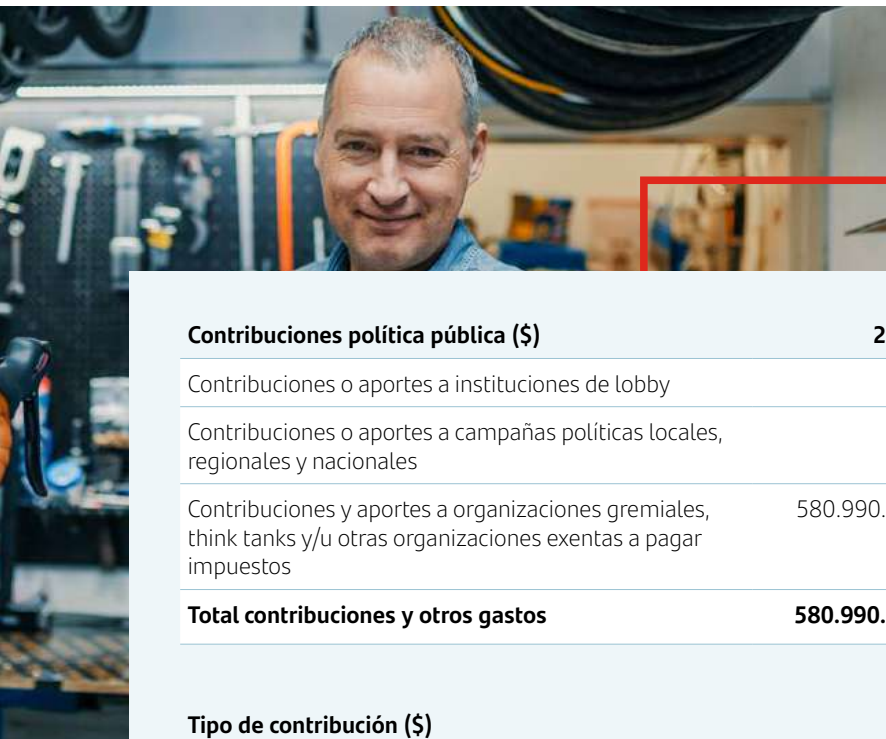 Contribuciones política pública ($) 2
Contribuciones o aportes a instituciones de lobby
Contribuciones o aportes a campañas políticas locales,
regionales y nacionales
Contribuciones y aportes a organizaciones gremiales, 580.990.
think tanks y/u otras organizaciones exentas a pagar
impuestos
Total contribuciones y otros gastos 580.990.
Tipo de contribución ($)